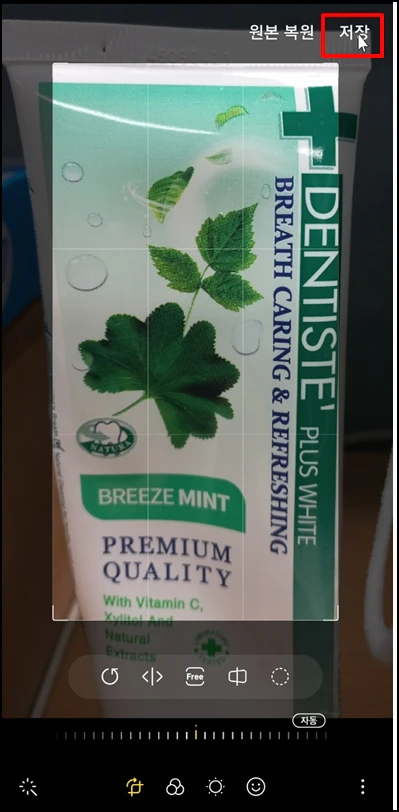 원본 복원
저장
DENTISTE' PLUS WHITE
BREATH CARING & REFRESHING
NATURA
BREEZE MINT
PREMIUM
QUALITY
With Vitamin C,
Xylitol And
Natural
Extracts
Free
자동